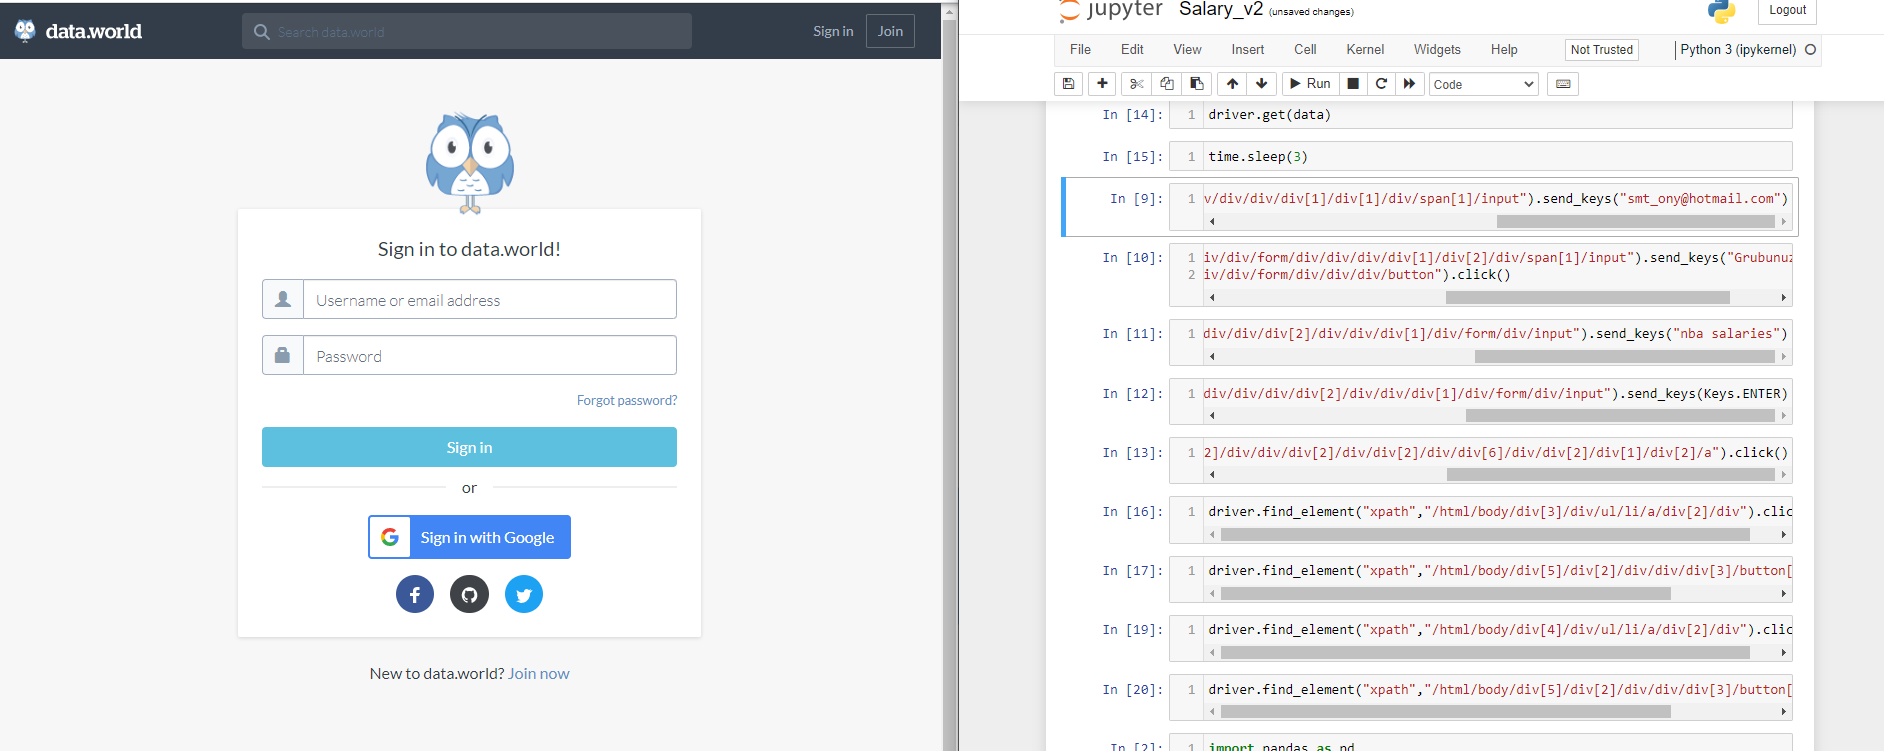 data.world
Search data.world
Sign in
Join
Sign in to data.world!
Username or email address
Password
Forgot password?
Sign in
or
G
Sign in with Google
New to data.world? Join now
jupyter Salary_v2 (unsaved changes)
Logout
File Edit View Insert Cell Kernel Widgets Help
Not Trusted
Python 3 (ipykernel)
Run
Code
In [14]: 1 driver.get(data)
In [15]: 1 time.sleep(3)
In [9]: 1 v/div/div/div[1]/div[1]/div/span[1]/input").send_keys("smt_ony@hotmail.com")
In [10]: 1 iv/div/form/div/div/div/div[1]/div[2]/div/span[1]/input").send_keys("Grubunuz
2 iv/div/form/div/div/div/button").click()
In [11]: 1 div/div/div[2]/div/div/div[1]/div/form/div/input").send_keys("nba salaries")
In [12]: 1 div/div/div[2]/div/div/div[1]/div/form/div/input").send_keys(Keys.ENTER)
In [13]: 1 2]/div/div/div[2]/div/div[2]/div/div[6]/div/div[2]/div[1]/div[2]/a").click()
In [16]: 1 driver.find_element("xpath","/html/body/div[3]/div/ul/li/a/div[2]/div").clic
In [17]: 1 driver.find_element("xpath","/html/body/div[5]/div[2]/div/div/div[3]/button[
In [19]: 1 driver.find_element("xpath","/html/body/div[4]/div/ul/li/a/div[2]/div").clic
In [20]: 1 driver.find_element("xpath","/html/body/div[5]/div[2]/div/div/div[3]/button[
In [2]: 1 import pandas as pd